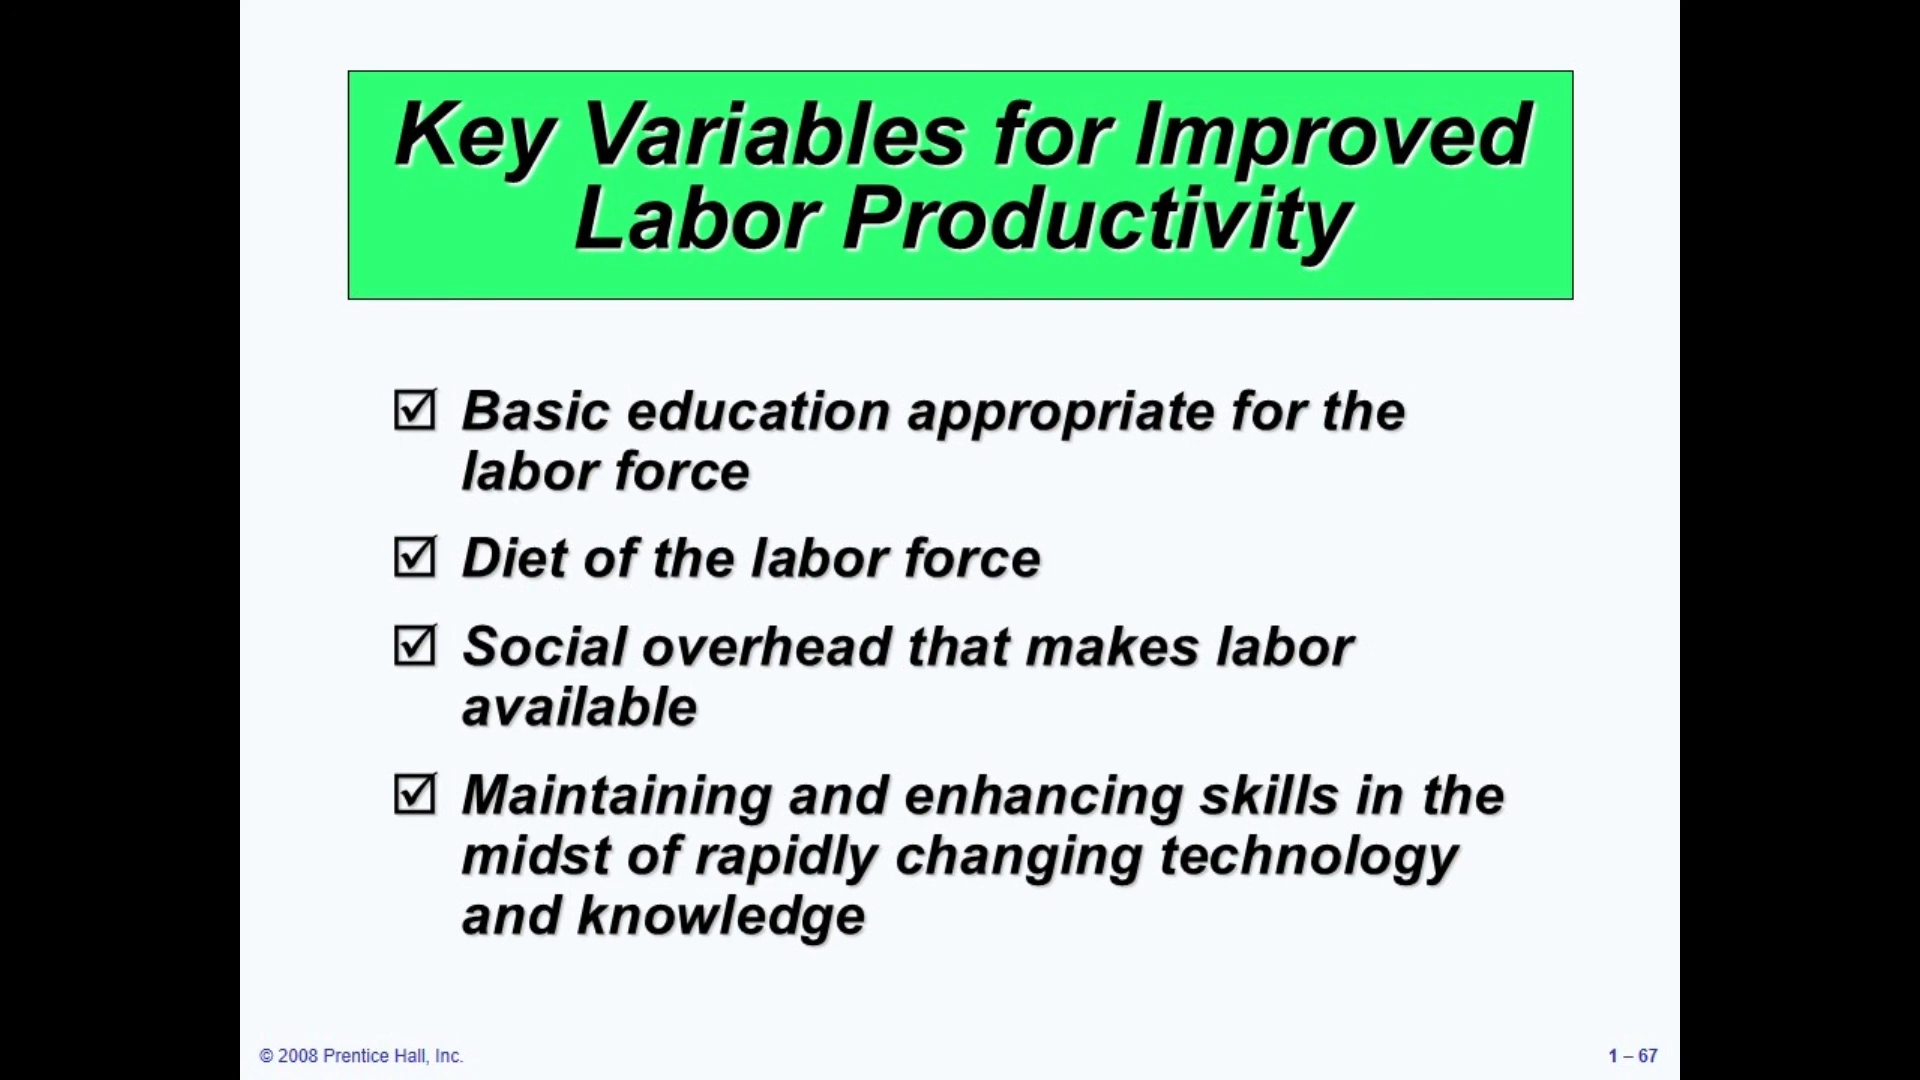 Key Variables for Improved
Labor Productivity
☑ Basic education appropriate for the
labor force
☑ Diet of the labor force
☑ Social overhead that makes labor
available
☑ Maintaining and enhancing skills in the
midst of rapidly changing technology
and knowledge
© 2008 Prentice Hall, Inc.
1 – 67